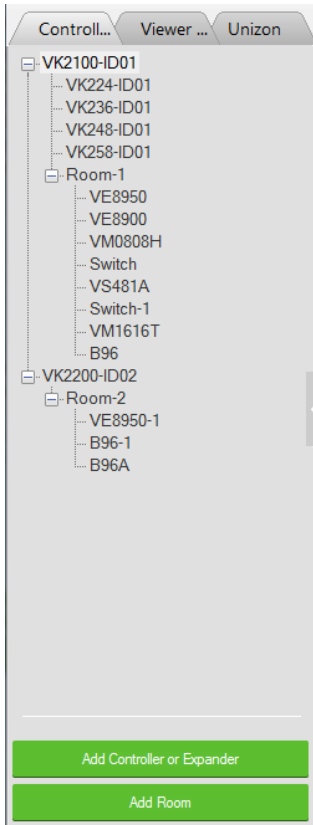 Controll... Viewer ... Unizon
VK2100-ID01
VK224-ID01
VK236-ID01
VK248-ID01
VK258-ID01
Room-1
VE8950
VE8900
VM0808H
Switch
VS481A
Switch-1
VM1616T
B96
VK2200-ID02
Room-2
VE8950-1
B96-1
B96A
Add Controller or Expander
Add Room